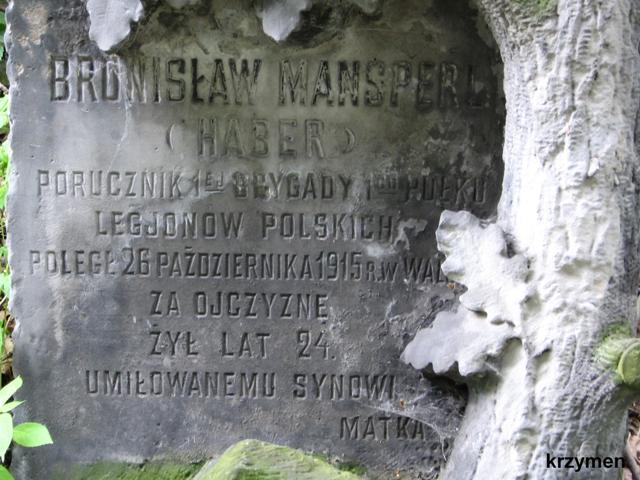 BRONISŁAW MANSPERL
(HABER)
PORUCZNIK 1EJ BRYGADY 1GO PUŁKU
LEGJONÓW POLSKICH
POLEGŁ 26 PAŹDZIERNIKA 1915 R. W
ZA OJCZYZNĘ
ŻYŁ LAT 24.
UMIŁOWANEMU SYNOWI
MATKA
krzymen